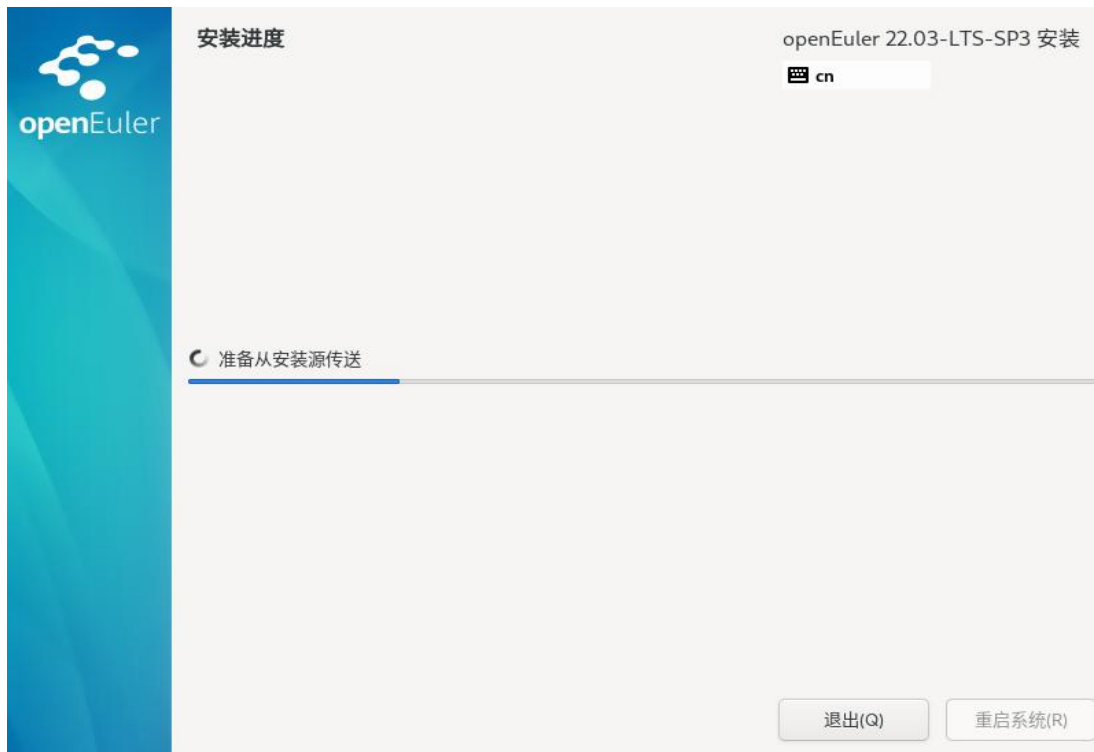 openEuler
安装进度
openEuler 22.03-LTS-SP3 安装
cn
准备从安装源传送
退出(Q)
重启系统(R)